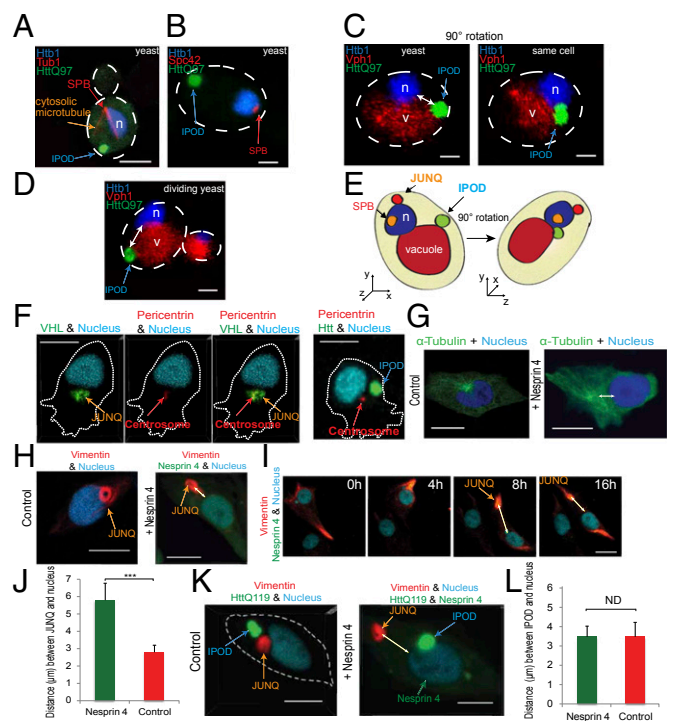 A
Htb1
Tub1
HttQ97
yeast
SPB
cytosolic
microtubule
n
IPOD
B
Htb1
Spc42
HttQ97
yeast
IPOD
SPB
C
90° rotation
Htb1
Vph1
HttQ97
yeast
IPOD
n
v
Htb1
Vph1
HttQ97
same cell
n
v
IPOD
D
Htb1
Vph1
HttQ97
dividing yeast
n
v
IPOD
E
JUNQ
IPOD
SPB
n
vacuole
90° rotation
y
x
z
y
x
z
F
VHL & Nucleus
JUNQ
Pericentrin
& Nucleus
Centrosome
Pericentrin
VHL & Nucleus
JUNQ
Centrosome
Pericentrin
Htt & Nucleus
IPOD
Centrosome
G
α-Tubulin + Nucleus
Control
α-Tubulin + Nucleus
+ Nesprin 4
H
Vimentin
& Nucleus
Control
JUNQ
Vimentin
Nesprin 4 & Nucleus
+ Nesprin 4
JUNQ
I
Vimentin
Nesprin 4 & Nucleus
0h
4h
8h
JUNQ
16h
JUNQ
J
Distance (µm) between JUNQ and nucleus
7
6
5
4
3
2
1
0
***
Nesprin 4
Control
K
Vimentin
HttQ119 & Nucleus
Control
IPOD
JUNQ
Vimentin & Nucleus
HttQ119 & Nesprin 4
+ Nesprin 4
JUNQ
IPOD
Nesprin 4
L
Distance (µm) between IPOD and nucleus
6
5
4
3
2
1
0
ND
Nesprin 4
Control